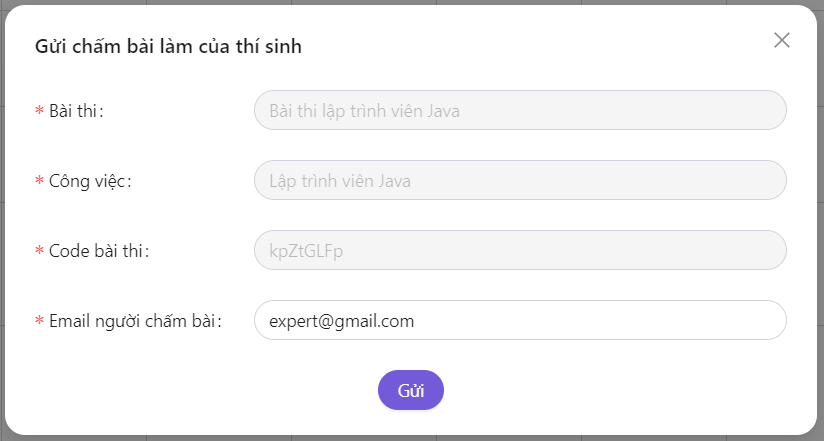 Gửi chấm bài làm của thí sinh
* Bài thi: Bài thi lập trình viên Java
* Công việc: Lập trình viên Java
* Code bài thi: kpZtGLFp
* Email người chấm bài: expert@gmail.com
Gửi